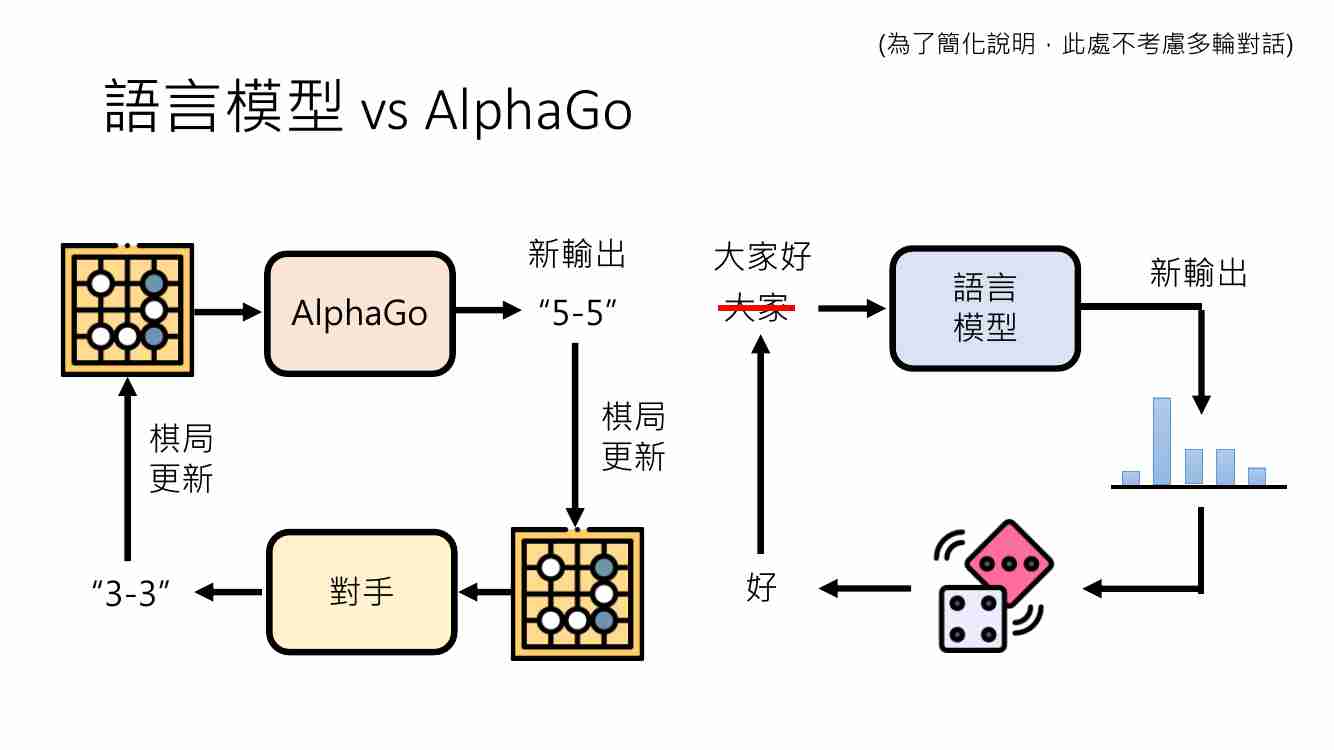 (為了簡化說明，此處不考慮多輪對話)
語言模型 vs AlphaGo
AlphaGo
新輸出
“5-5”
棋局
更新
棋局
更新
對手
“3-3”
大家好
大家
語言
模型
新輸出
好